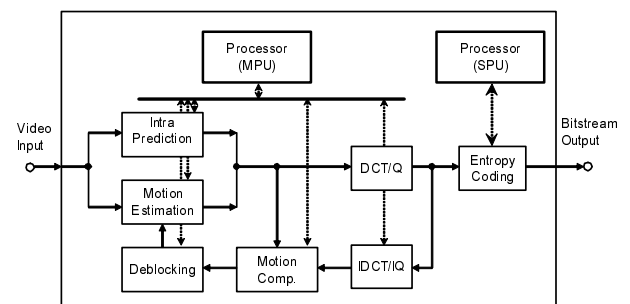 Processor
(MPU)
Processor
(SPU)
Video
Input
Intra
Prediction
Bitstream
Output
DCT/Q
Entropy
Coding
Motion
Estimation
Deblocking
Motion
Comp.
IDCT/IQ